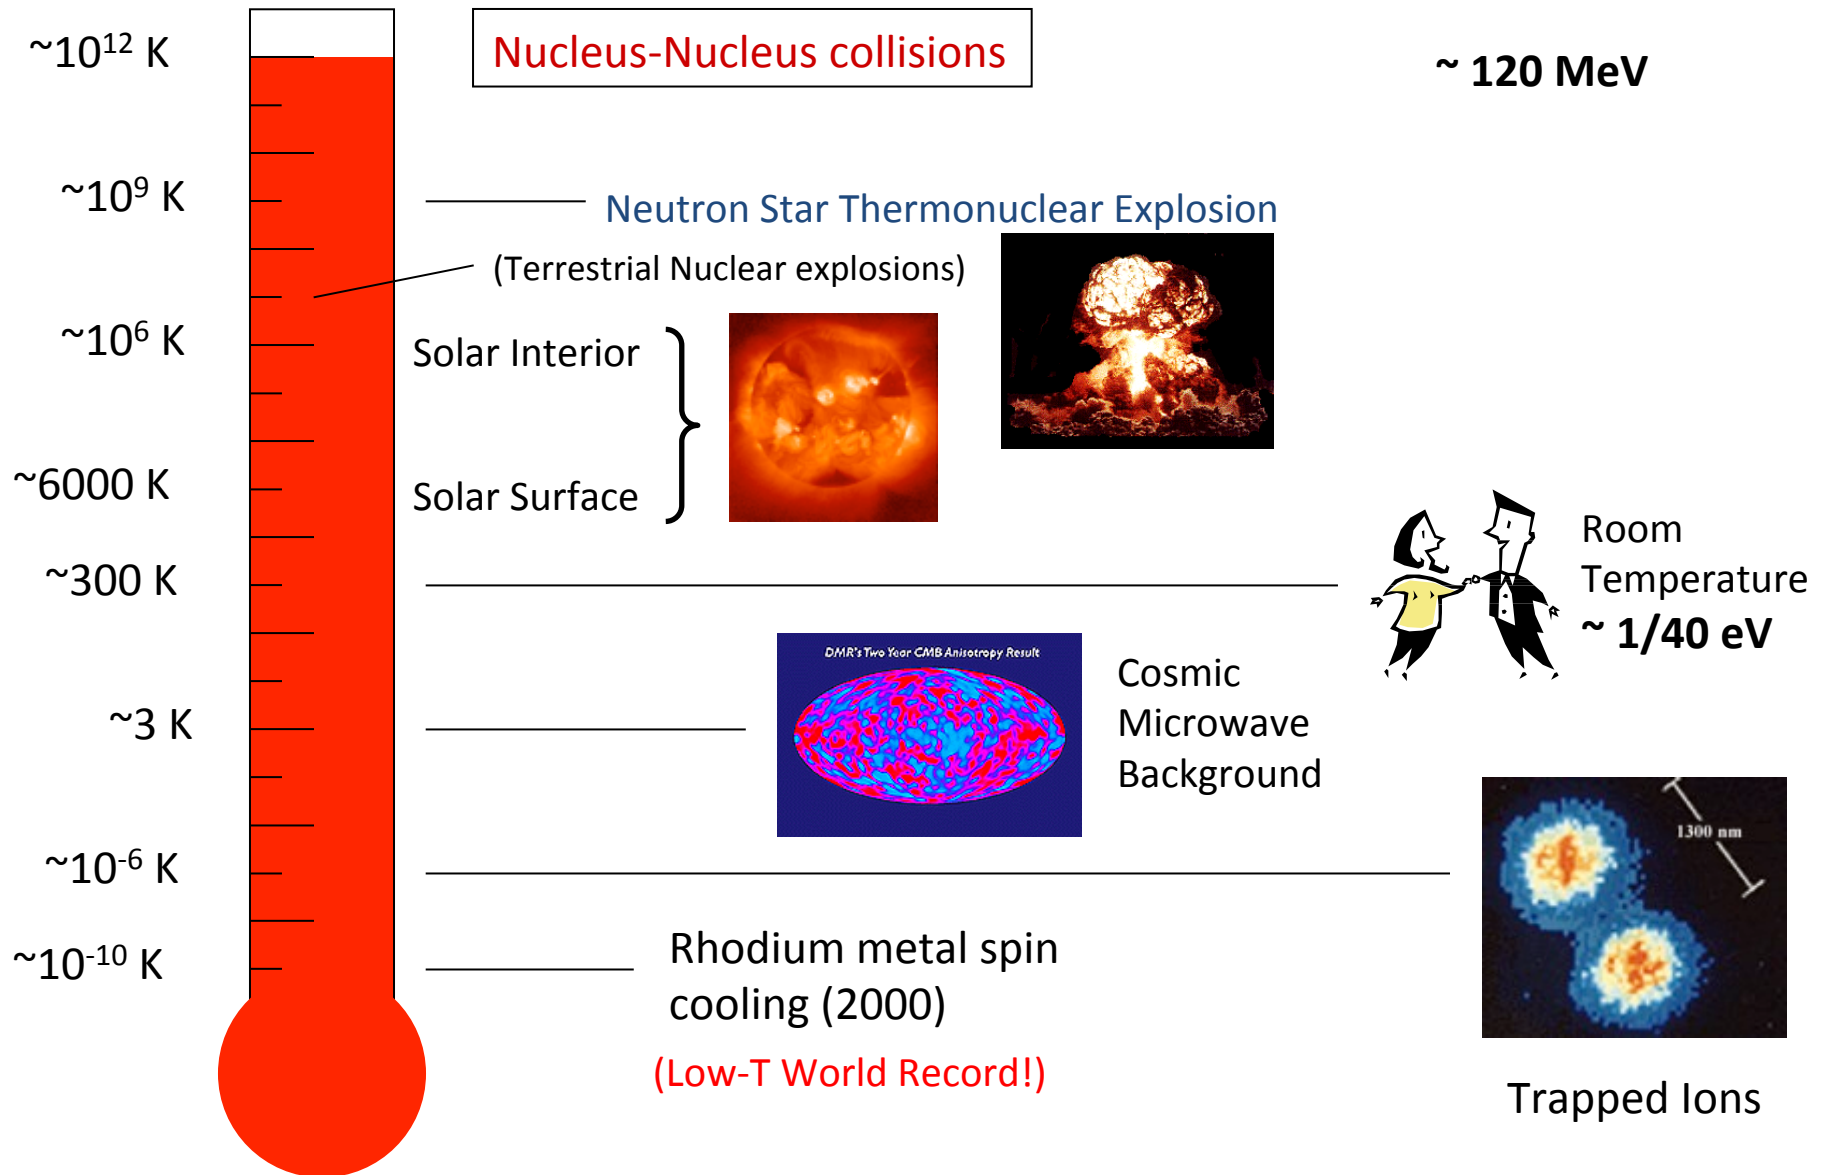 ~10¹² K
Nucleus-Nucleus collisions
~ 120 MeV
~10⁹ K
Neutron Star Thermonuclear Explosion
(Terrestrial Nuclear explosions)
~10⁶ K
Solar Interior
~6000 K
Solar Surface
~300 K
Room
Temperature
~ 1/40 eV
DMR's Two Year CMB Anisotropy Result
~3 K
Cosmic
Microwave
Background
1300 nm
~10⁻⁶ K
~10⁻¹⁰ K
Rhodium metal spin
cooling (2000)
(Low-T World Record!)
Trapped Ions